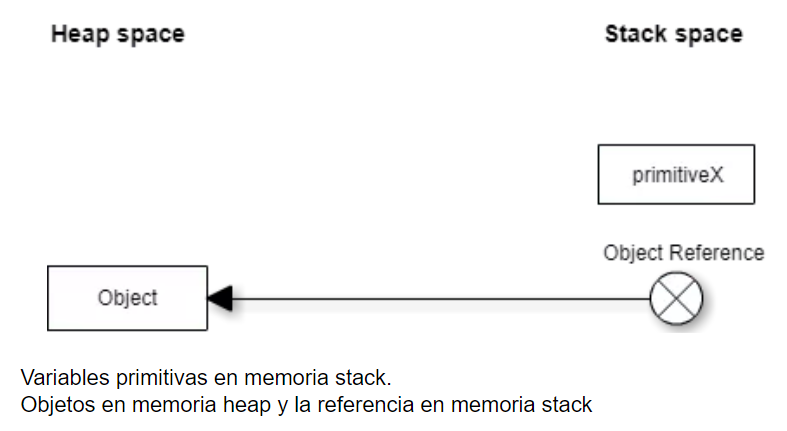 Heap space
Stack space
primitiveX
Object Reference
Object
Variables primitivas en memoria stack.
Objetos en memoria heap y la referencia en memoria stack